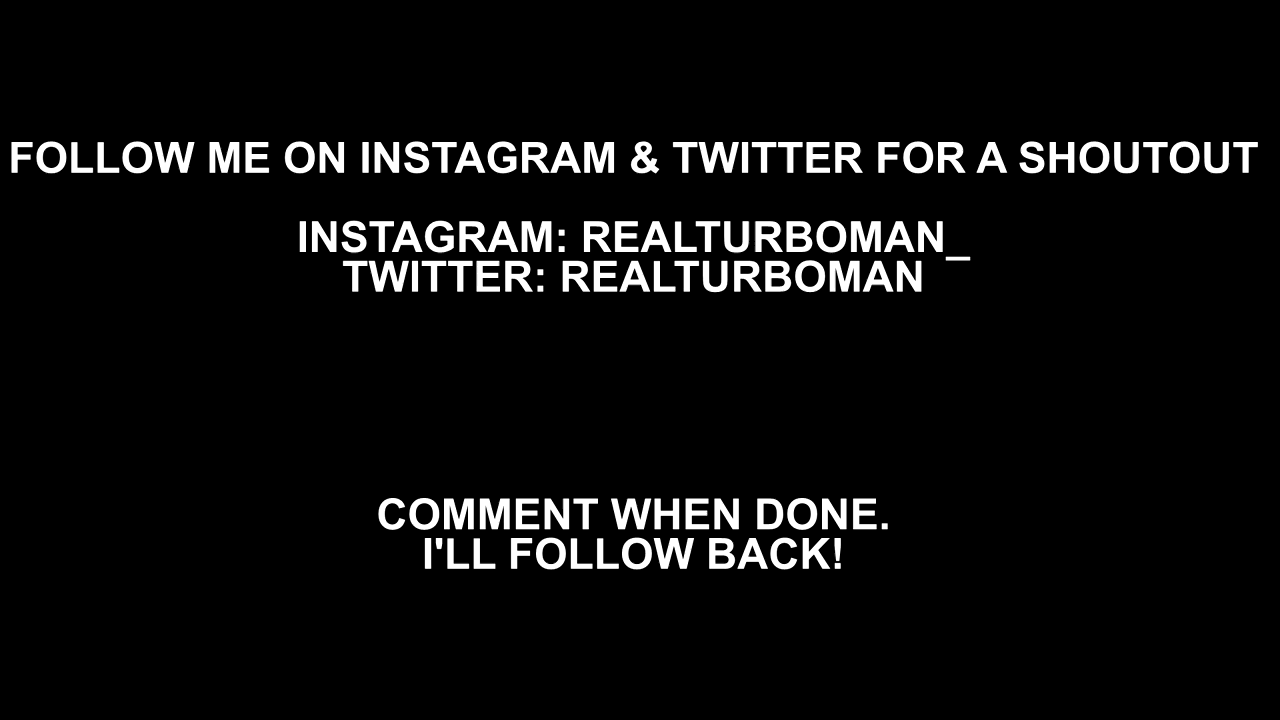 FOLLOW ME ON INSTAGRAM & TWITTER FOR A SHOUTOUT
INSTAGRAM: REALTURBOMAN_
TWITTER: REALTURBOMAN
COMMENT WHEN DONE.
I'LL FOLLOW BACK!